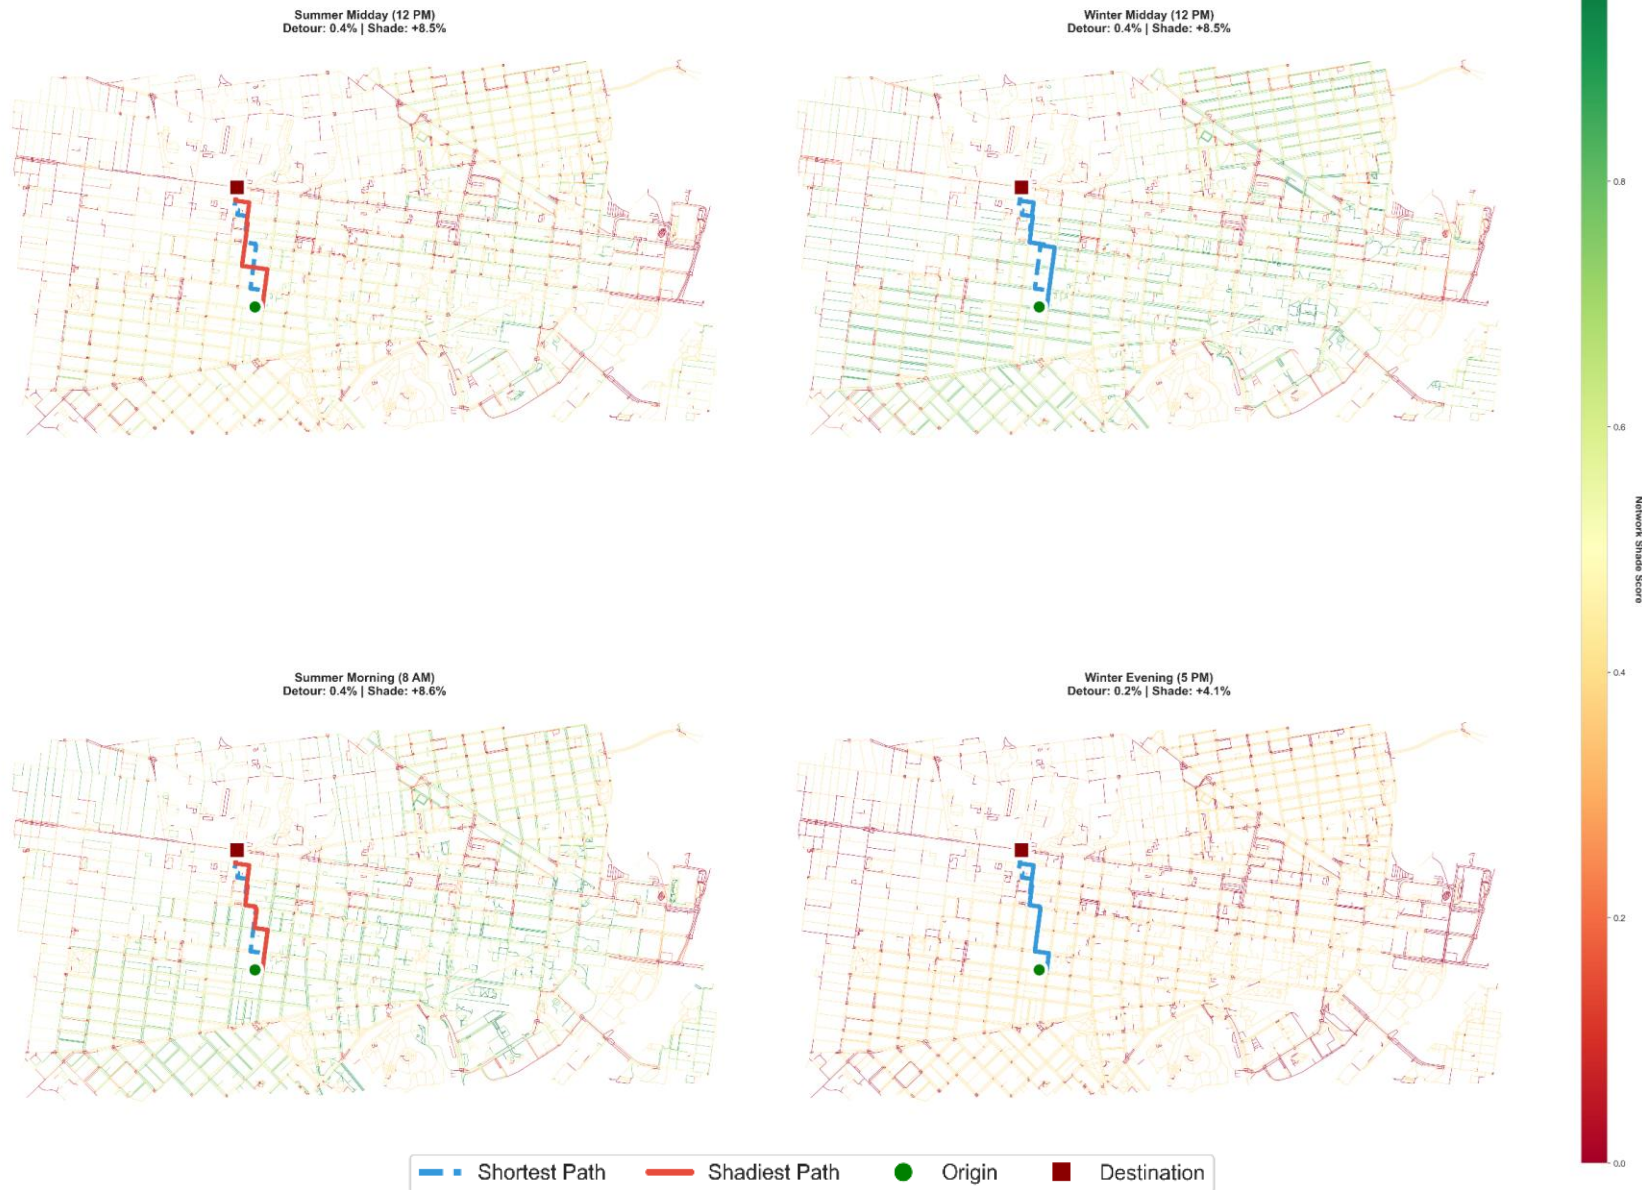 Summer Midday (12 PM)
Detour: 0.4% | Shade: +8.5%
Winter Midday (12 PM)
Detour: 0.4% | Shade: +8.5%
0.8
0.6
Network Shade Score
0.4
0.2
0.0
Summer Morning (8 AM)
Detour: 0.4% | Shade: +8.6%
Winter Evening (5 PM)
Detour: 0.2% | Shade: +4.1%
Shortest Path
Shadiest Path
Origin
Destination